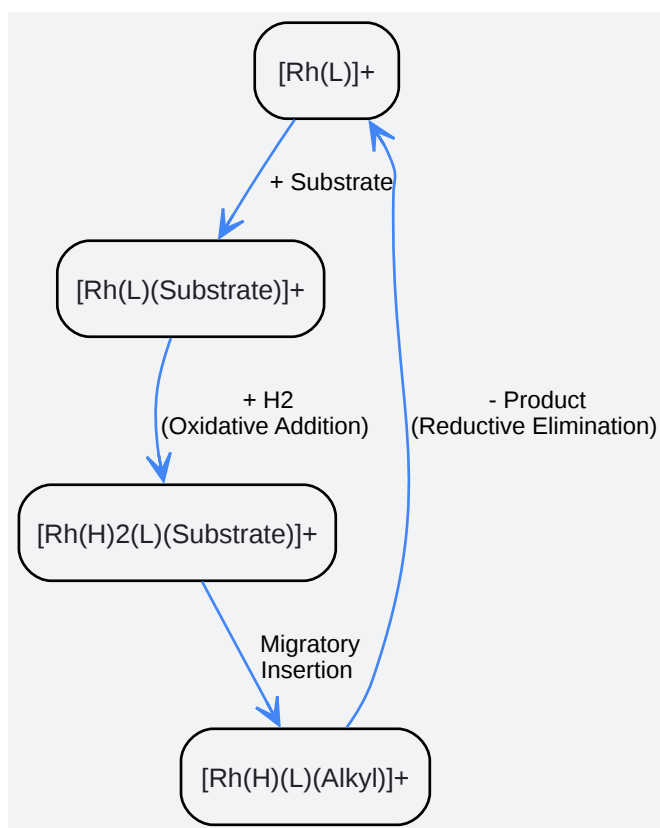 [Rh(L)]+
+ Substrate
[Rh(L)(Substrate)]+
+ H2
(Oxidative Addition)
- Product
(Reductive Elimination)
[Rh(H)2(L)(Substrate)]+
Migratory
Insertion
[Rh(H)(L)(Alkyl)]+